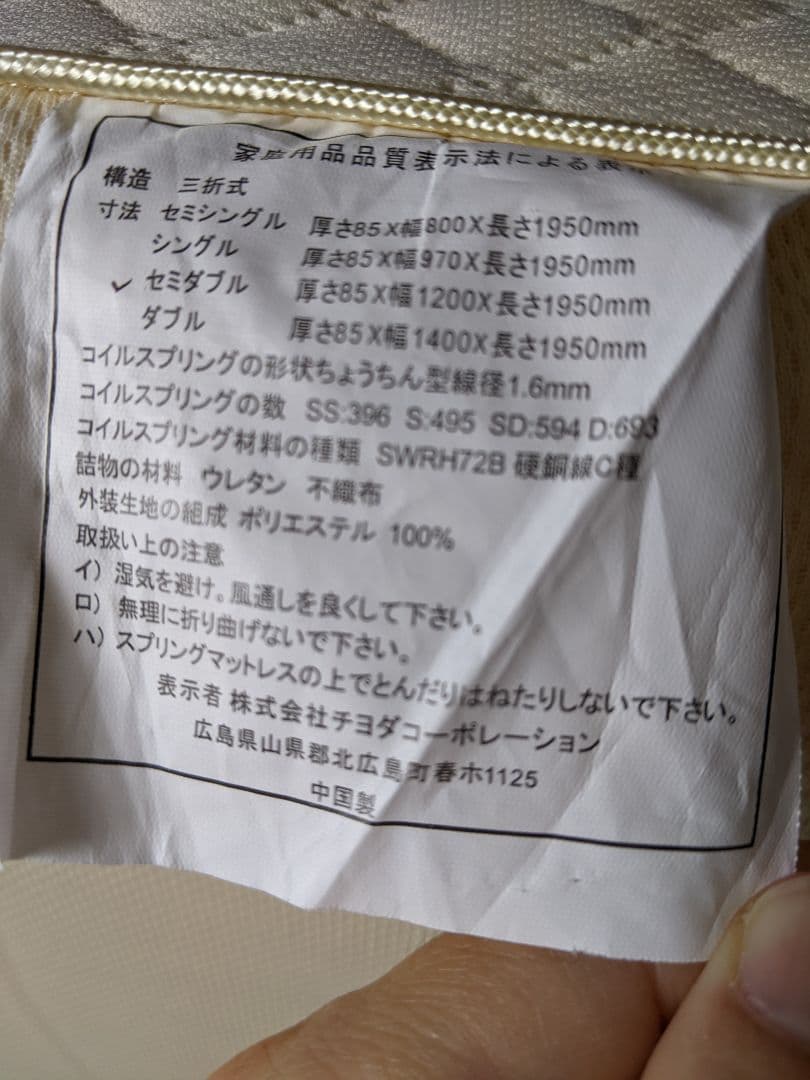 家庭用品品質表示法による表示
構造 三折式
寸法 セミシングル 厚さ85X幅800X長さ1950mm
シングル 厚さ85X幅970X長さ1950mm
✓ セミダブル 厚さ85X幅1200X長さ1950mm
ダブル 厚さ85X幅1400X長さ1950mm
コイルスプリングの形状ちょうちん型線径1.6mm
コイルスプリングの数 SS:396 S:495 SD:594 D:693
コイルスプリング材料の種類 SWRH72B 硬鋼線C種
詰物の材料 ウレタン 不織布
外装生地の組成 ポリエステル 100%
取扱い上の注意
イ）湿気を避け。風通しを良くして下さい。
ロ）無理に折り曲げないで下さい。
ハ）スプリングマットレスの上でとんだりはねたりしないで下さい。
表示者 株式会社チヨダコーポレーション
広島県山県郡北広島町春木1125
中国製